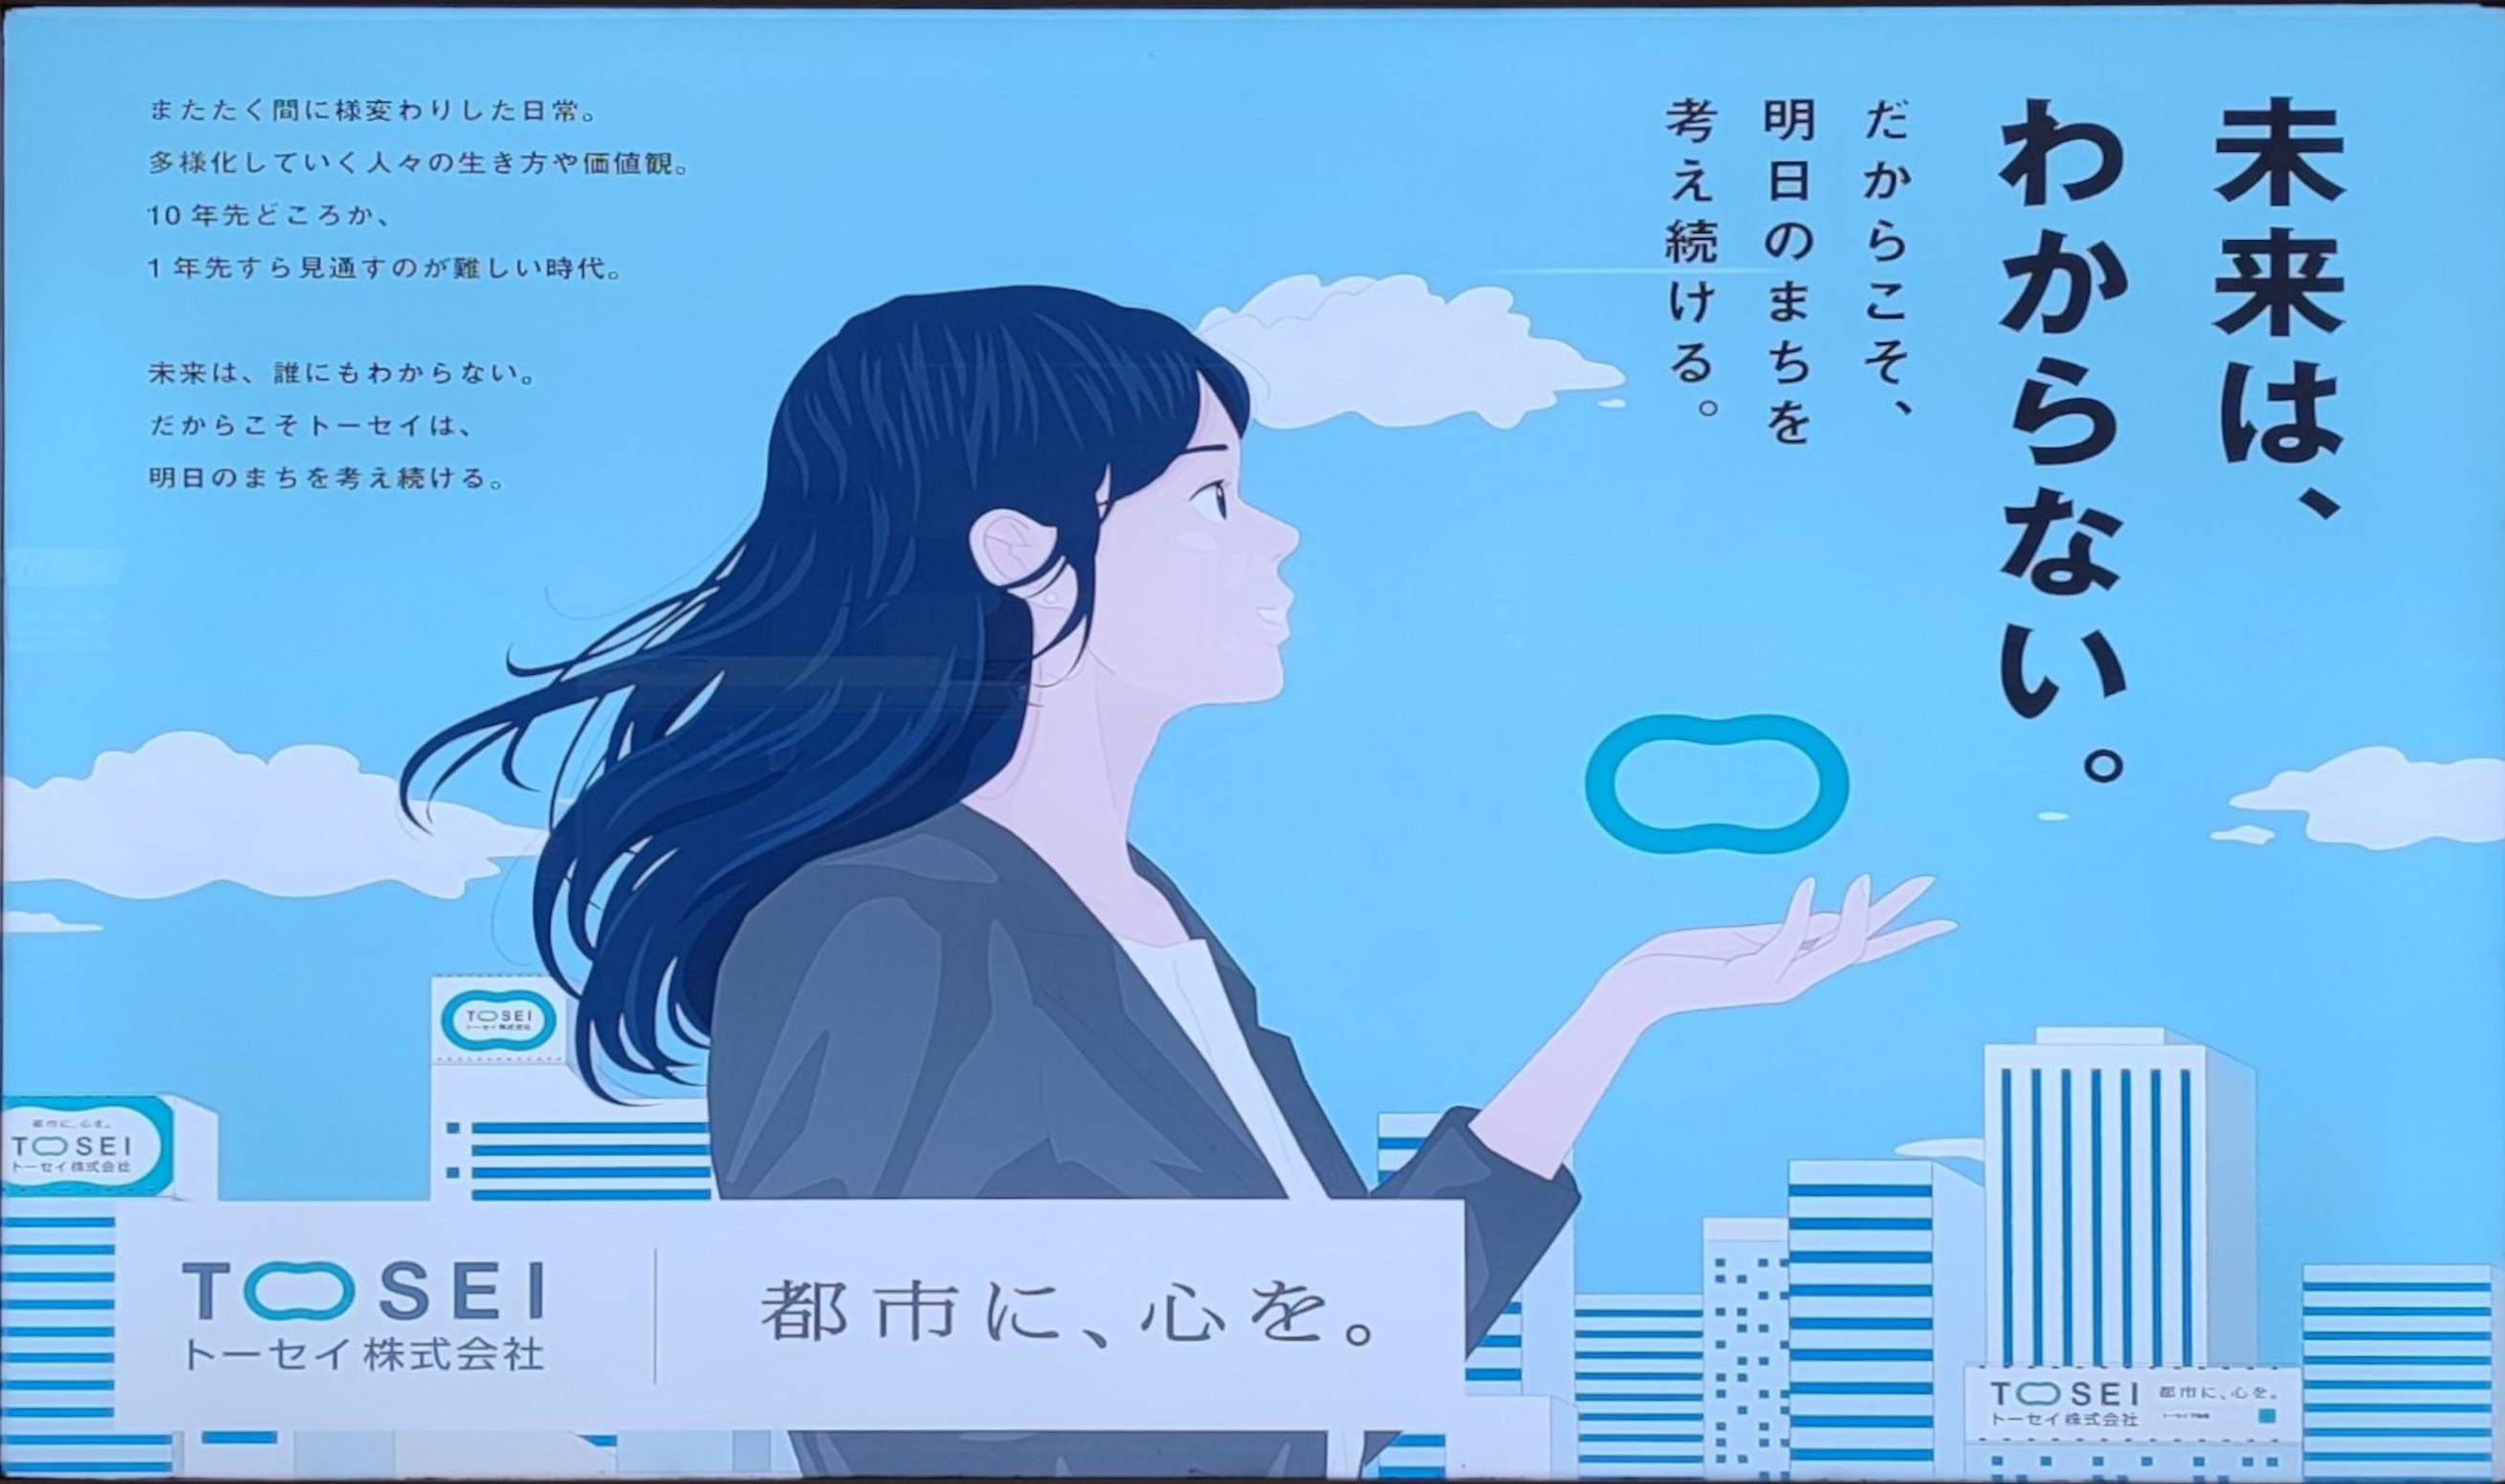 未来は、
わからない。
だからこそ、
明日のまちを
考え続ける。
またたく間に様変わりした日常。
多様化していく人々の生き方や価値観。
10年先どころか、
1年先すら見通すのが難しい時代。
未来は、誰にもわからない。
だからこそトーセイは、
明日のまちを考え続ける。
TOSEI
トーセイ株式会社
都市に、心を。
TOSEI
トーセイ株式会社
都市に、心を。
TOSEI
トーセイ株式会社
TOSEI
トーセイ株式会社
都市に、心を。